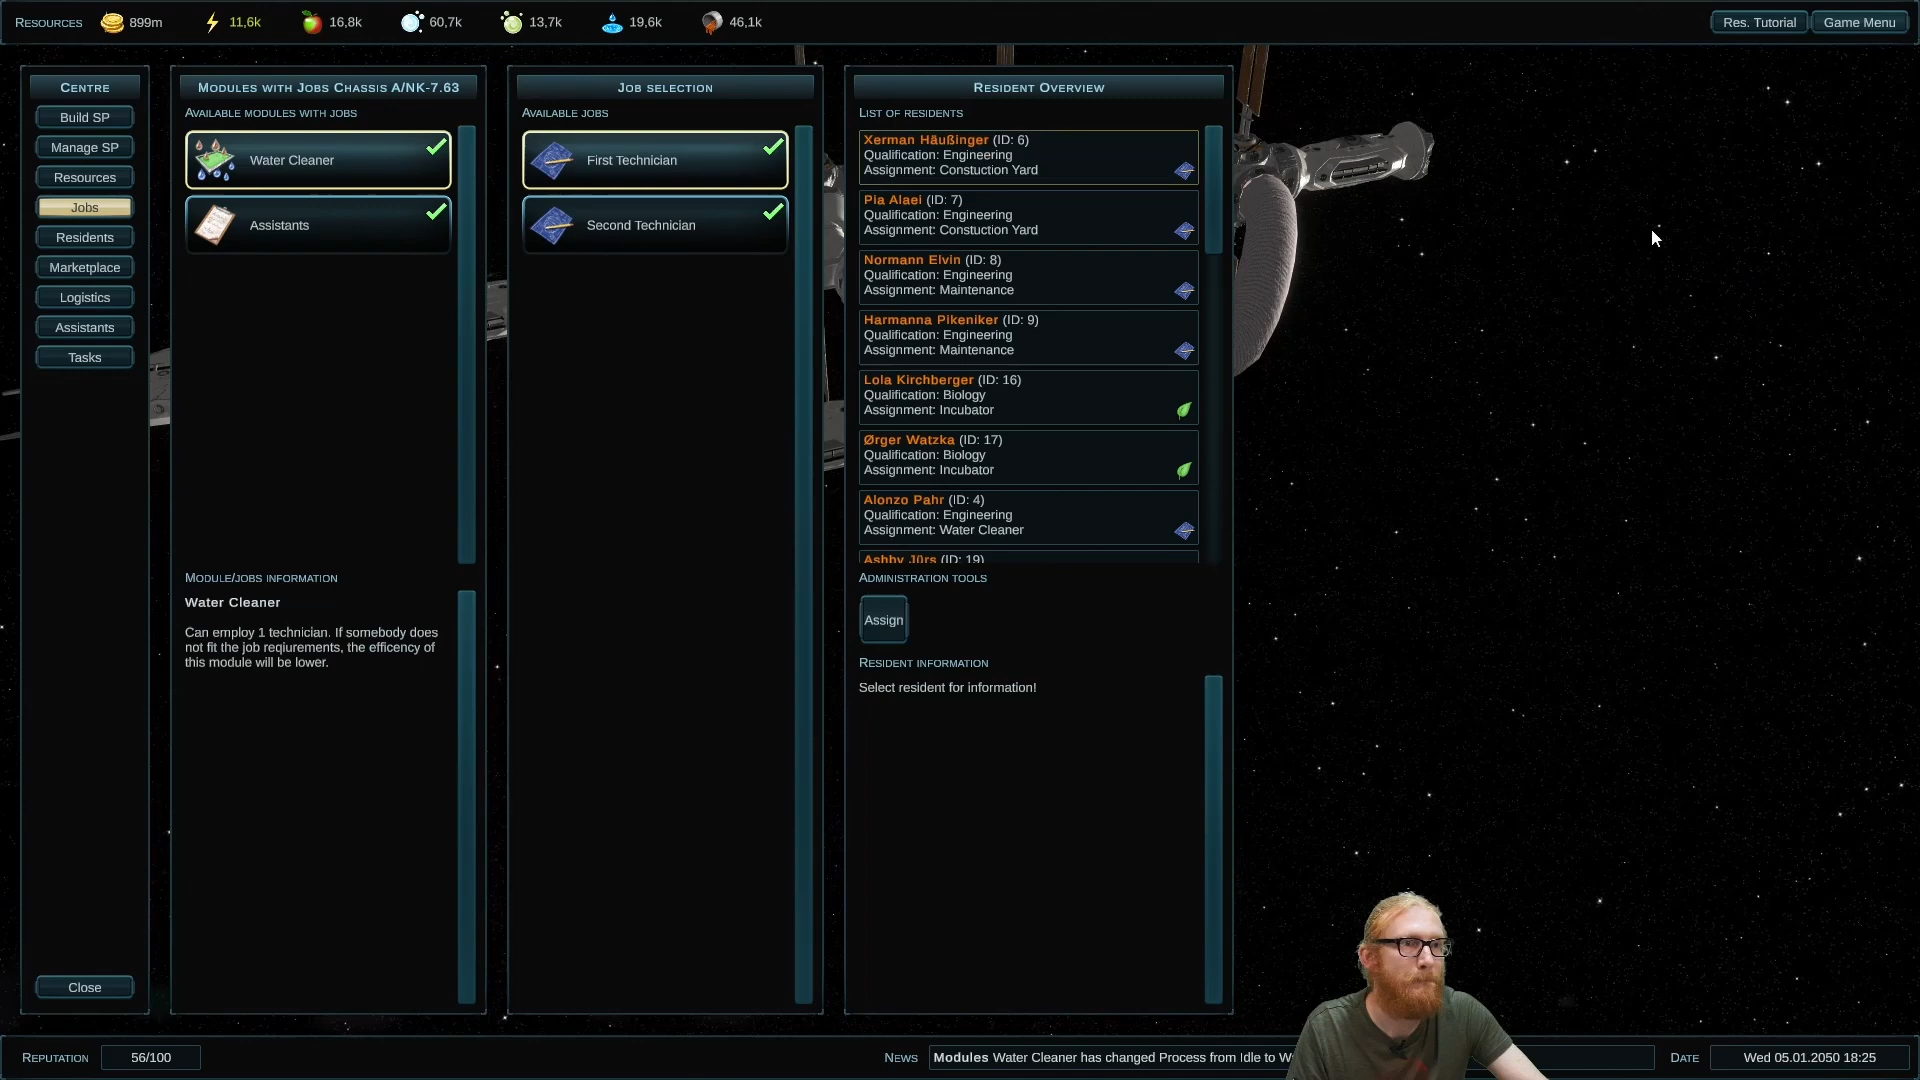 Resources 899m 11,6k 16,8k 60,7k 13,7k 19,6k 46,1k Res. Tutorial Game Menu
Centre
Build SP
Manage SP
Resources
Jobs
Residents
Marketplace
Logistics
Assistants
Tasks
Close
Modules with Jobs Chassis A/NK-7.63
Available modules with jobs
Water Cleaner
Assistants
Module/jobs information
Water Cleaner
Can employ 1 technician. If somebody does
not fit the job reqiurements, the efficency of
this module will be lower.
Job selection
Available jobs
First Technician
Second Technician
Resident Overview
List of residents
Xerman Häußinger (ID: 6)
Qualification: Engineering
Assignment: Constuction Yard
Pia Alaei (ID: 7)
Qualification: Engineering
Assignment: Constuction Yard
Normann Elvin (ID: 8)
Qualification: Engineering
Assignment: Maintenance
Harmanna Pikeniker (ID: 9)
Qualification: Engineering
Assignment: Maintenance
Lola Kirchberger (ID: 16)
Qualification: Biology
Assignment: Incubator
Ørger Watzka (ID: 17)
Qualification: Biology
Assignment: Incubator
Alonzo Pahr (ID: 4)
Qualification: Engineering
Assignment: Water Cleaner
Ashby Jürs (ID: 19)
Administration tools
Assign
Resident information
Select resident for information!
Reputation 56/100 News Modules Water Cleaner has changed Process from Idle to W Date Wed 05.01.2050 18:25